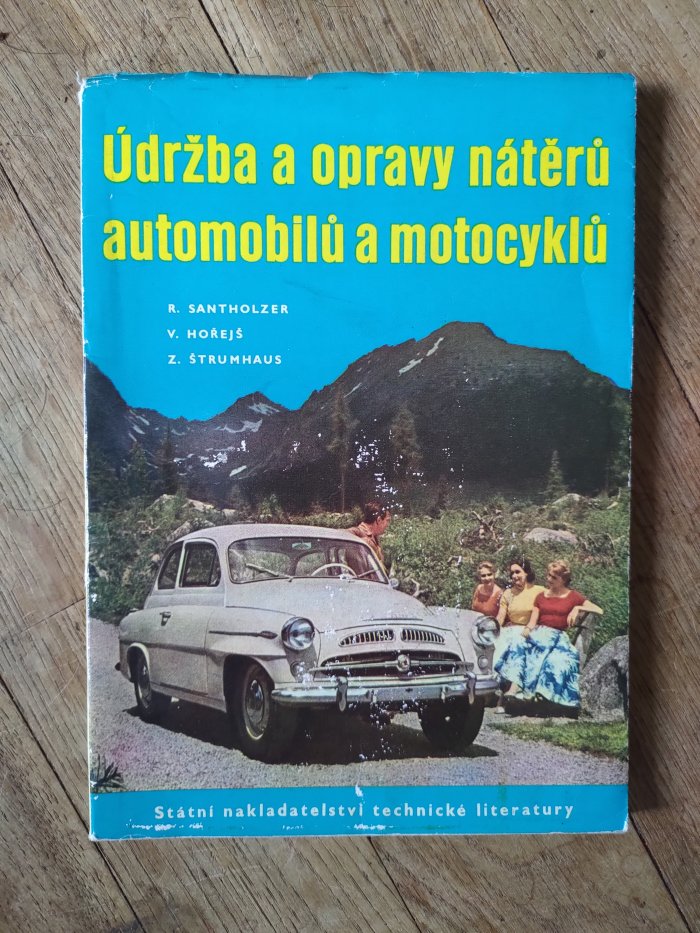 Údržba a opravy nátěrů
automobilů a motocyklů
R. SANTHOLZER
V. HOŘEJŠ
Z. ŠTRUMHAUS
Státní nakladatelství technické literatury